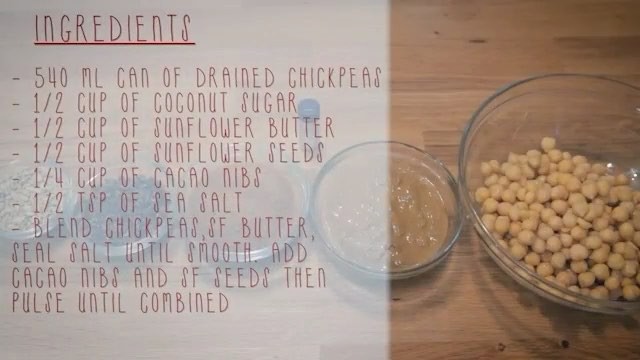 INGREDIENTS
- 540 ML CAN OF DRAINED CHICKPEAS
- 1/2 CUP OF COCONUT SUGAR
- 1/2 CUP OF SUNFLOWER BUTTER
- 1/2 CUP OF SUNFLOWER SEEDS
- 1/4 CUP OF CACAO NIBS
- 1/2 TSP OF SEA SALT
- BLEND CHICKPEAS,SF BUTTER,
SEAL SALT UNTIL SMOOTH. ADD
CACAO NIBS AND SF SEEDS THEN
PULSE UNTIL COMBINED